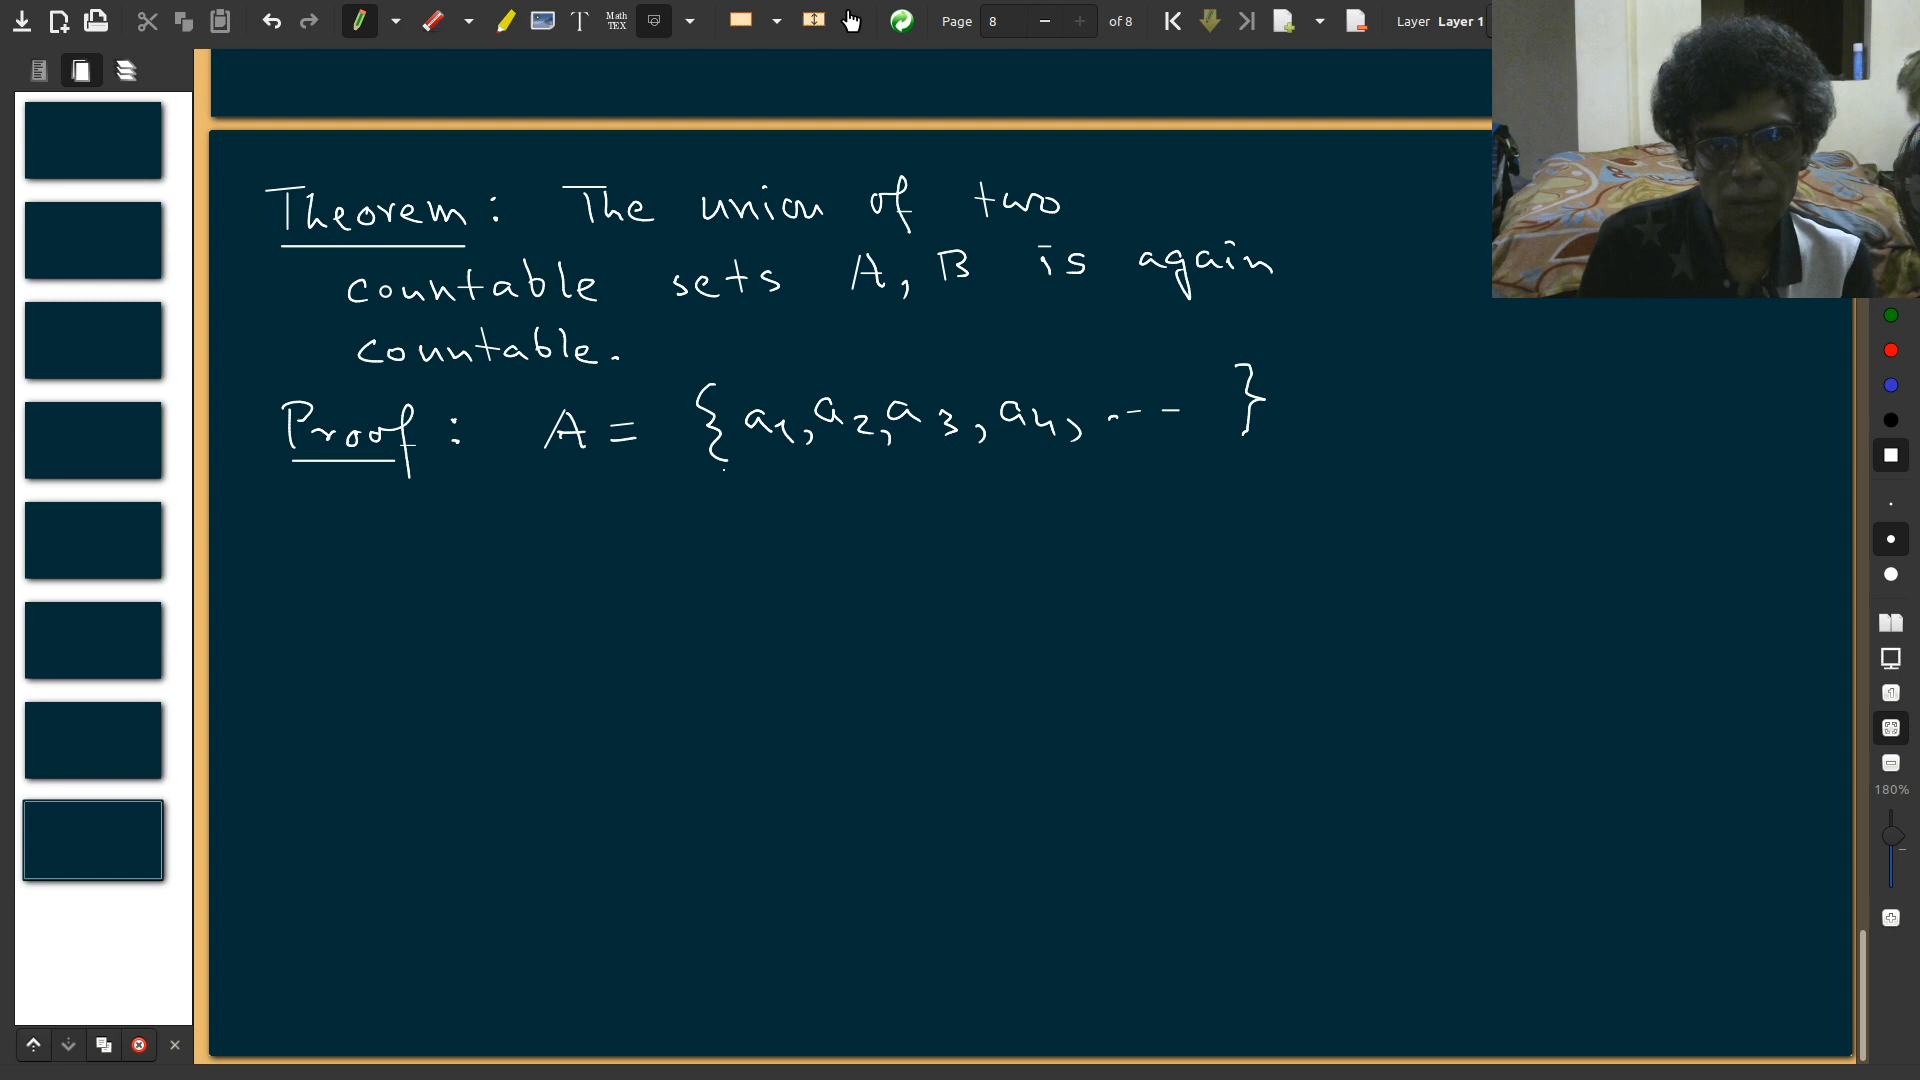 Math
TEX
T
Page 8 of 8 Layer Layer 1
Theorem: The union of two
countable sets A, B is again
countable.
Proof: A = {a1, a2, a3, a4, ... }
180%